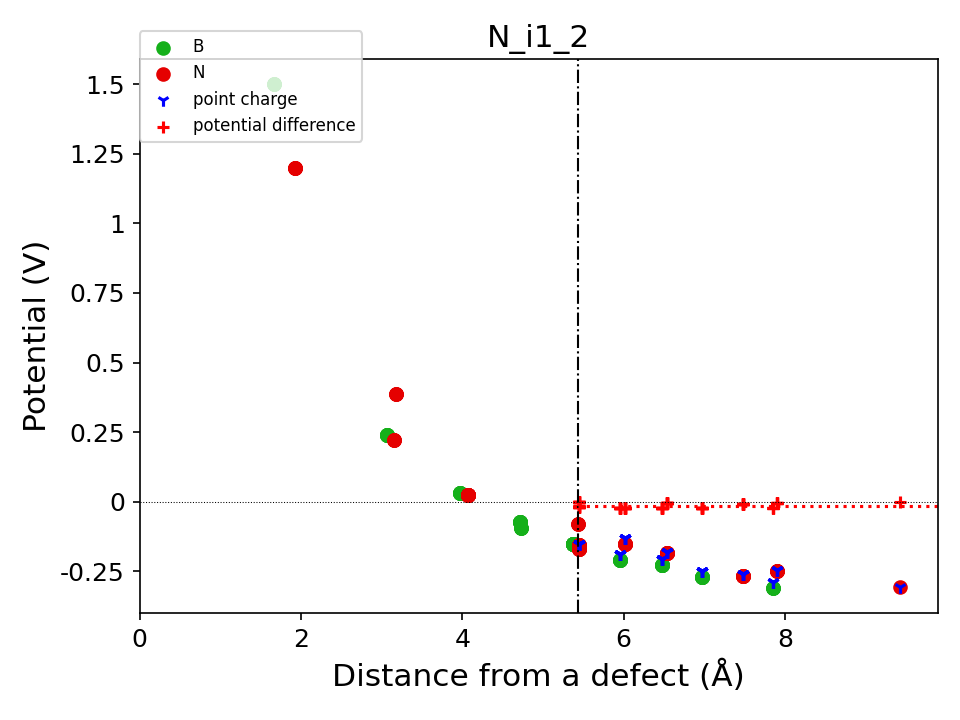 N_i1_2
B
N
point charge
potential difference
1.5
1.25
1
0.75
0.5
0.25
0
-0.25
Potential (V)
0
2
4
6
8
Distance from a defect (Å)